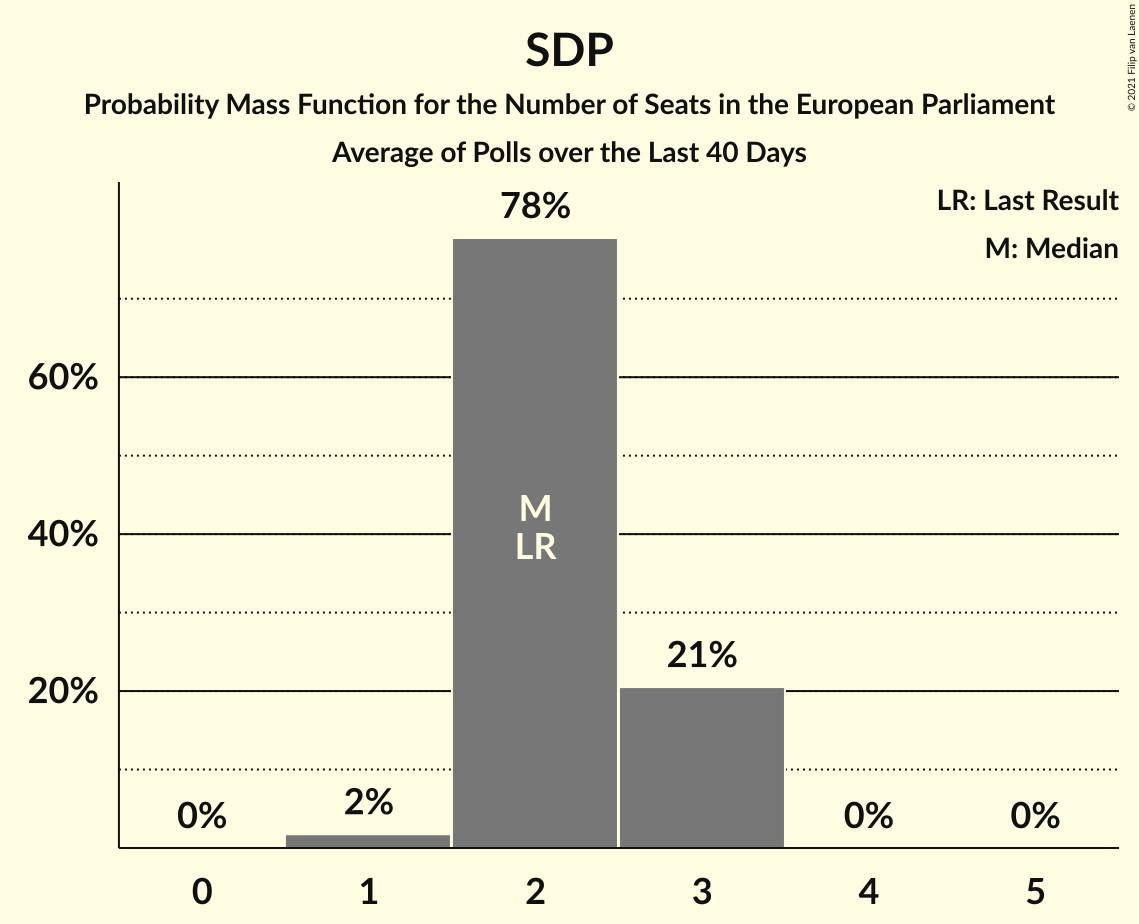 SDP
Probability Mass Function for the Number of Seats in the European Parliament
Average of Polls over the Last 40 Days
© 2021 Filip van Laenen
LR: Last Result
M: Median
78%
60%
M
40%
LR
21%
20%
0%
2%
0%
0%
0
1
2
3
4
5